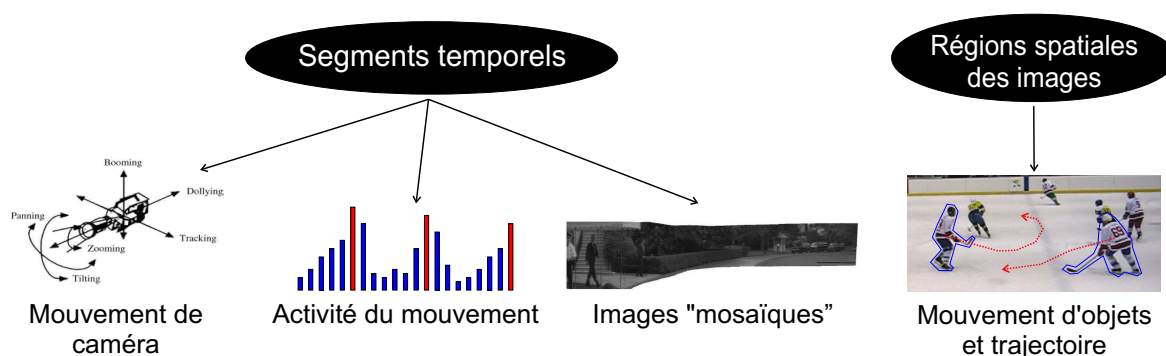 Segments temporels
Régions spatiales
des images
Booming
Dollying
Panning
Tracking
Zooming
Tilting
Mouvement de
caméra
Activité du mouvement
Images "mosaïques”
Mouvement d'objets
et trajectoire